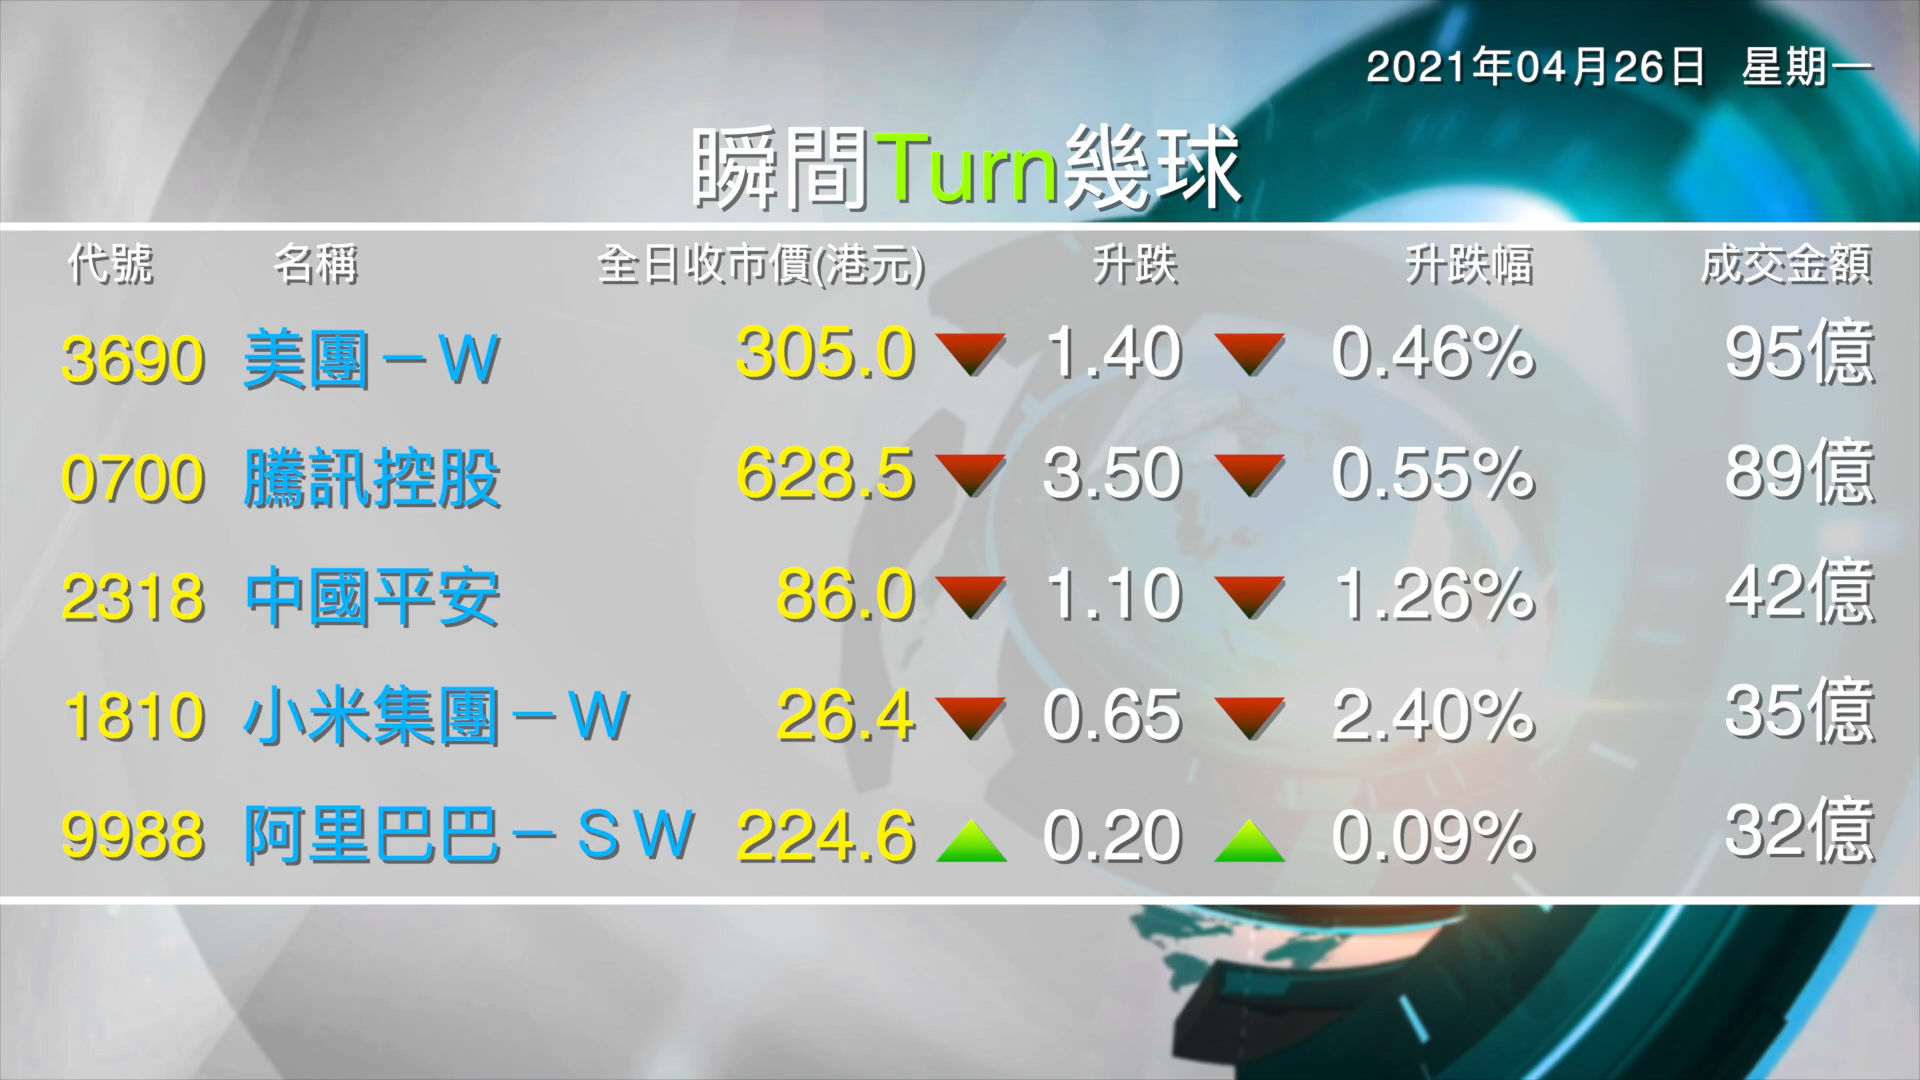 2021年04月26日 星期一
瞬間Turn幾球
代號 名稱 全日收市價(港元) 升跌 升跌幅 成交金額
3690 美團－W 305.0 ▼ 1.40 ▼ 0.46% 95億
0700 騰訊控股 628.5 ▼ 3.50 ▼ 0.55% 89億
2318 中國平安 86.0 ▼ 1.10 ▼ 1.26% 42億
1810 小米集團－W 26.4 ▼ 0.65 ▼ 2.40% 35億
9988 阿里巴巴－ＳＷ 224.6 ▲ 0.20 ▲ 0.09% 32億